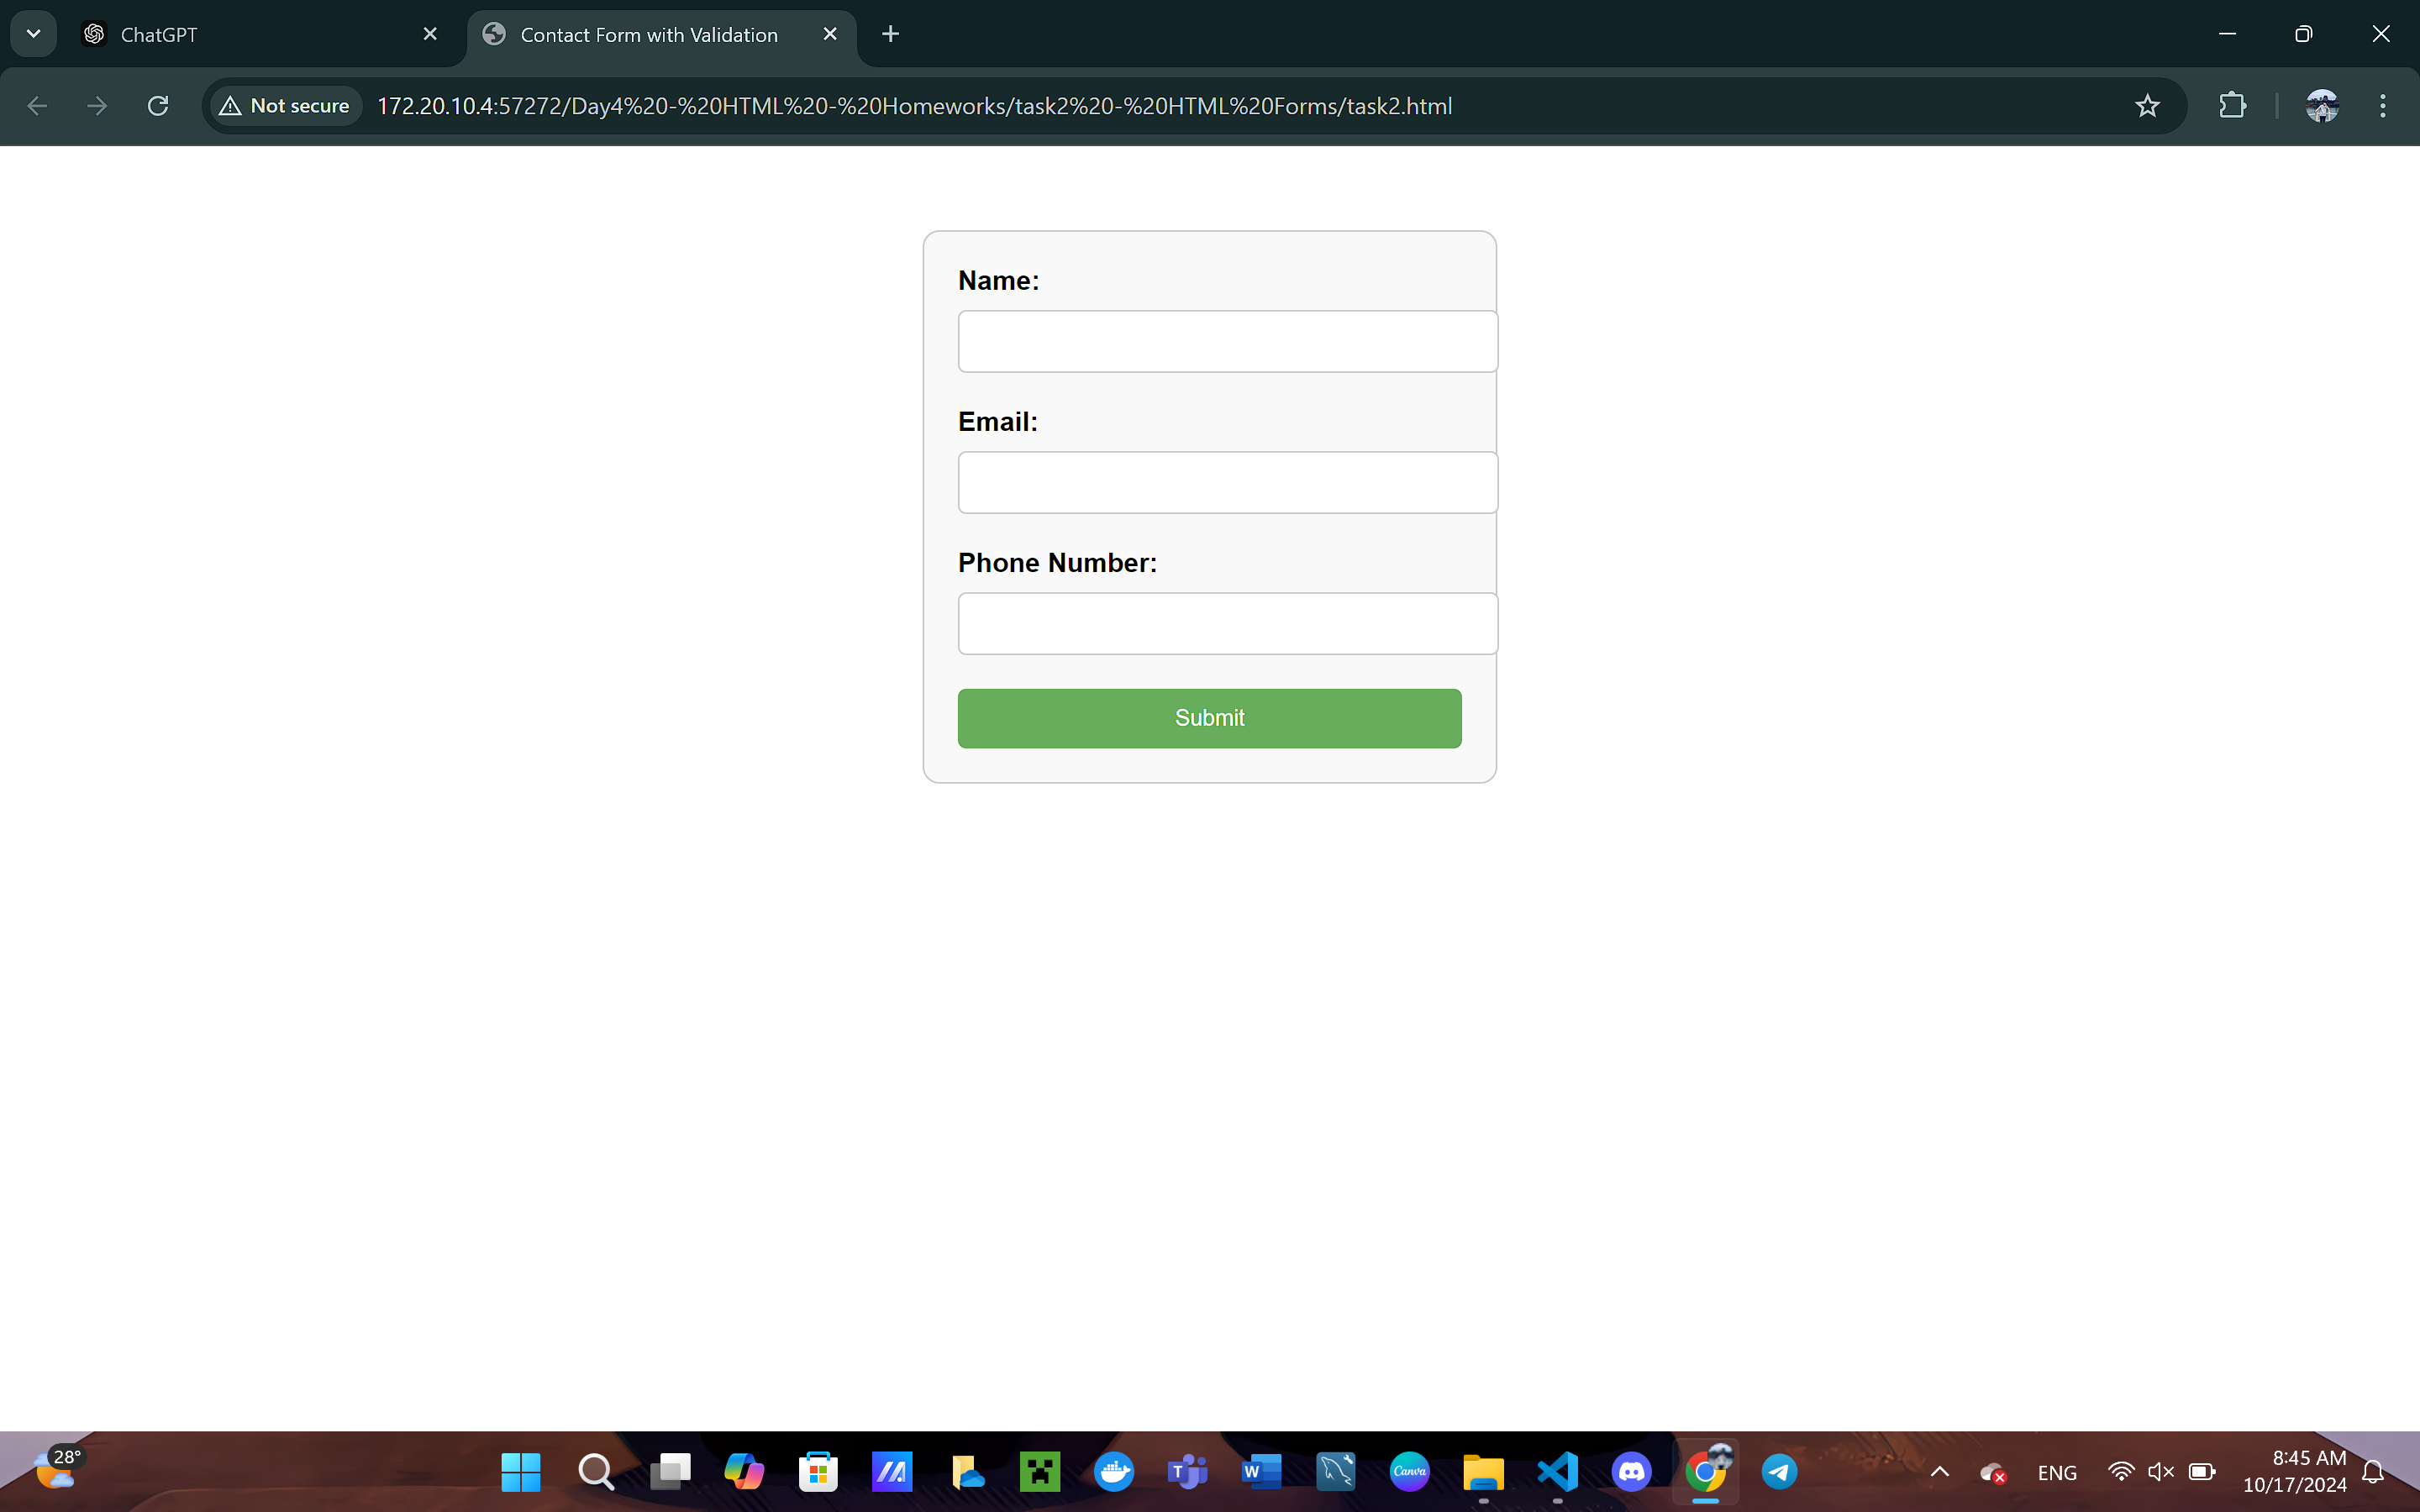 ChatGPT
Contact Form with Validation
Not secure
172.20.10.4:57272/Day4%20-%20HTML%20-%20Homeworks/task2%20-%20HTML%20Forms/task2.html
Name:
Email:
Phone Number:
Submit
28°
T
W
Canva
ENG
8:45 AM
10/17/2024